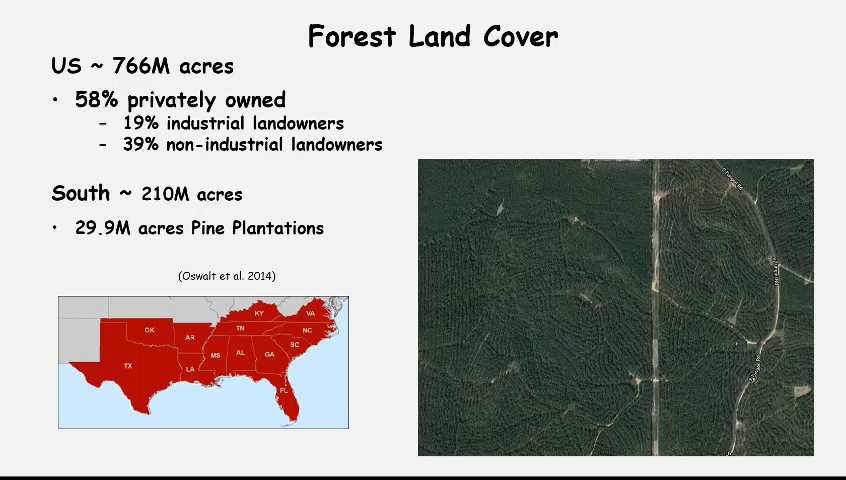 Forest Land Cover
US ~ 766M acres
• 58% privately owned
– 19% industrial landowners
– 39% non-industrial landowners
South ~ 210M acres
• 29.9M acres Pine Plantations
(Oswalt et al. 2014)
KY
VA
OK
TN
NC
AR
SC
MS
AL
GA
TX
LA
FL